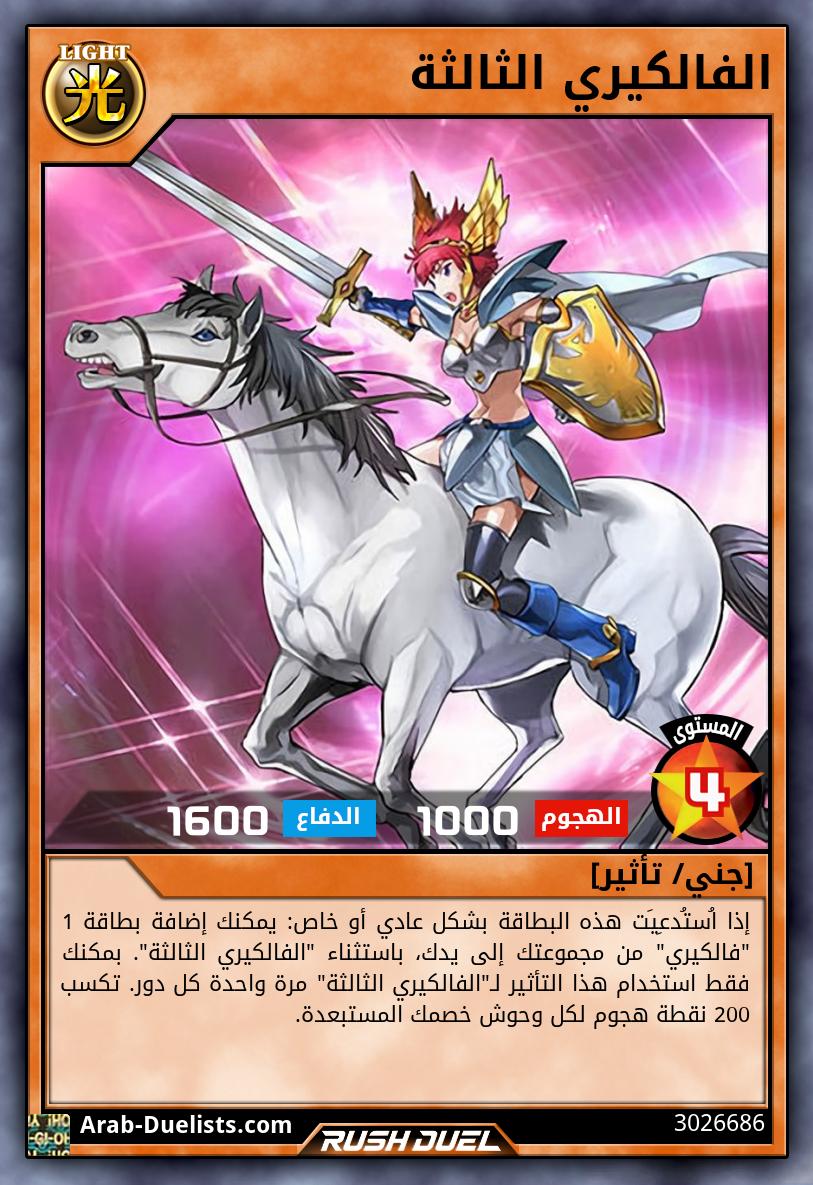 الفالكيري الثالثة
LIGHT
光
المستوى
4
الهجوم 1000
الدفاع 1600
[جني/ تأثير]
إذا اُستُدعِيَت هذه البطاقة بشكل عادي أو خاص: يمكنك إضافة بطاقة 1
"فالكيري" من مجموعتك إلى يدك، باستثناء "الفالكيري الثالثة". بمكنك
فقط استخدام هذا التأثير لـ"الفالكيري الثالثة" مرة واحدة كل دور. تكسب
200 نقطة هجوم لكل وحوش خصمك المستبعدة.
Arab-Duelists.com
RUSH DUEL
3026686